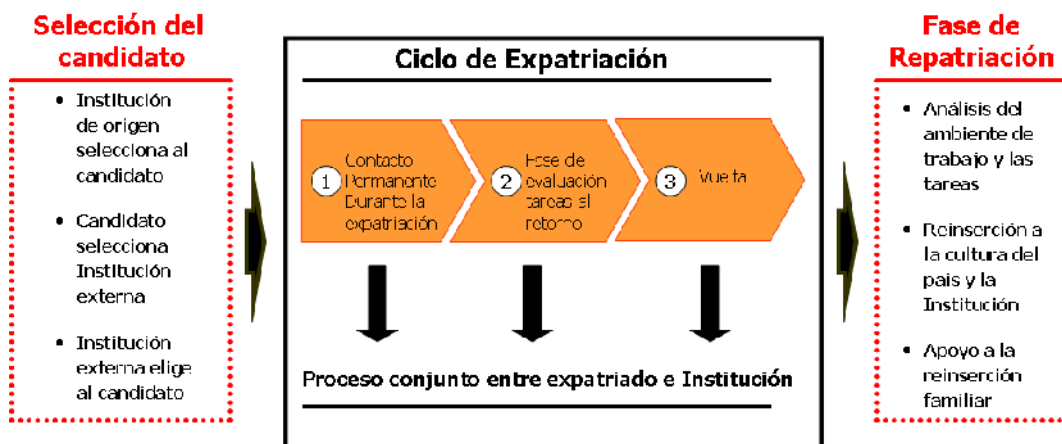 Selección del
candidato
• Institución
de origen
selecciona al
candidato
• Candidato
selecciona
Institución
externa
• Institución
externa elige
al candidato
Ciclo de Expatriación
1 Contacto
Permanente
Durante la
expatriación
2 Fase de
evaluación
tareas al
retorno
3 Vuelta
Proceso conjunto entre expatriado e Institución
Fase de
Repatriación
• Análisis del
ambiente de
trabajo y las
tareas
• Reinserción a
la cultura del
país y la
Institución
• Apoyo a la
reinserción
familiar